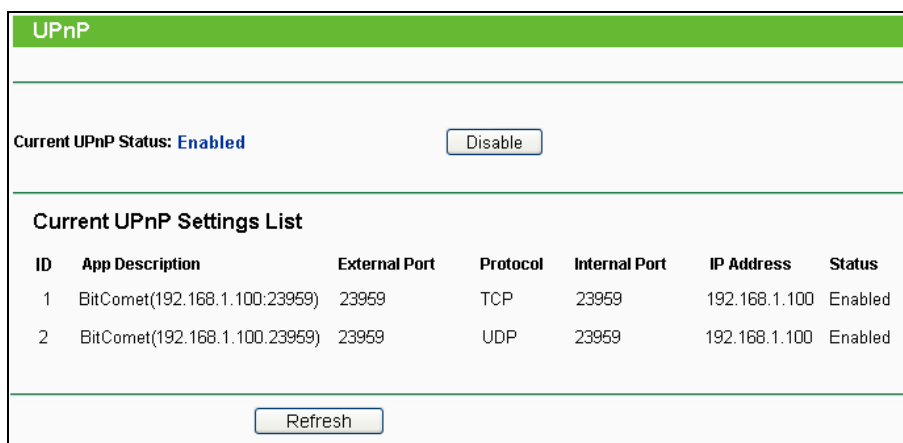 UPnP
Current UPnP Status: Enabled Disable
Current UPnP Settings List
ID App Description External Port Protocol Internal Port IP Address Status
1 BitComet(192.168.1.100:23959) 23959 TCP 23959 192.168.1.100 Enabled
2 BitComet(192.168.1.100.23959) 23959 UDP 23959 192.168.1.100 Enabled
Refresh